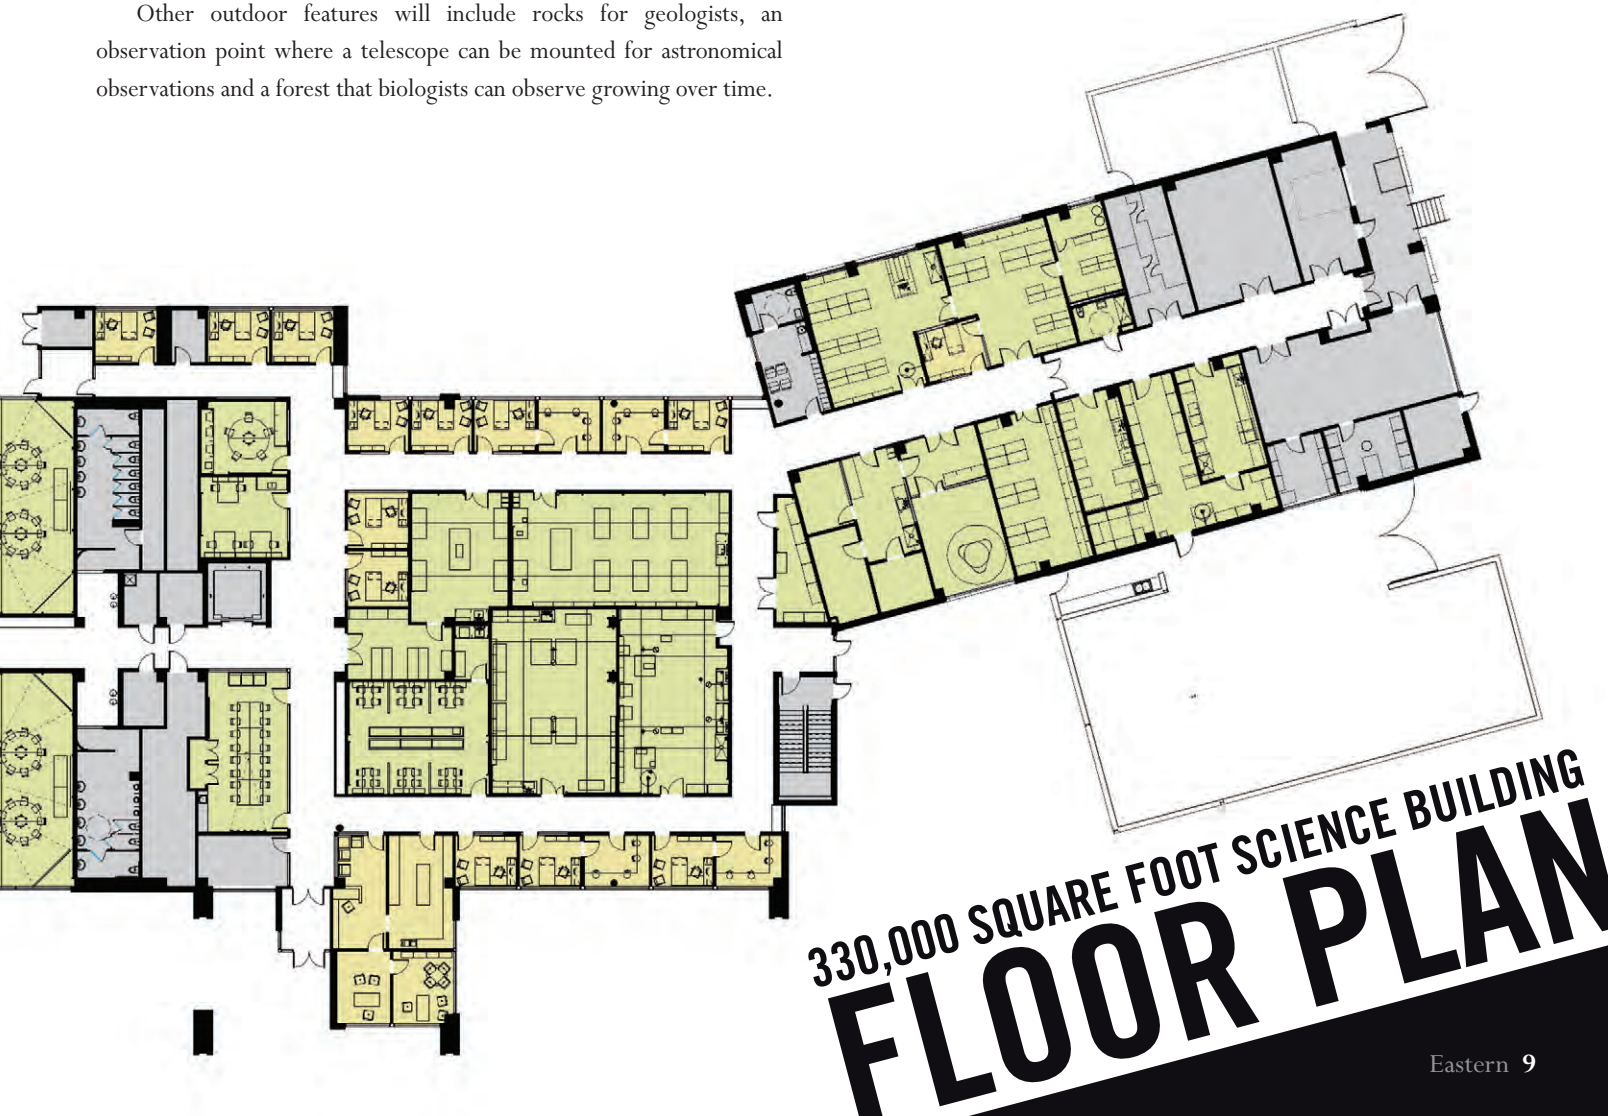 Other outdoor features will include rocks for geologists, an
observation point where a telescope can be mounted for astronomical
observations and a forest that biologists can observe growing over time.
330,000 SQUARE FOOT SCIENCE BUILDING
FLOOR PLAN
Eastern 9